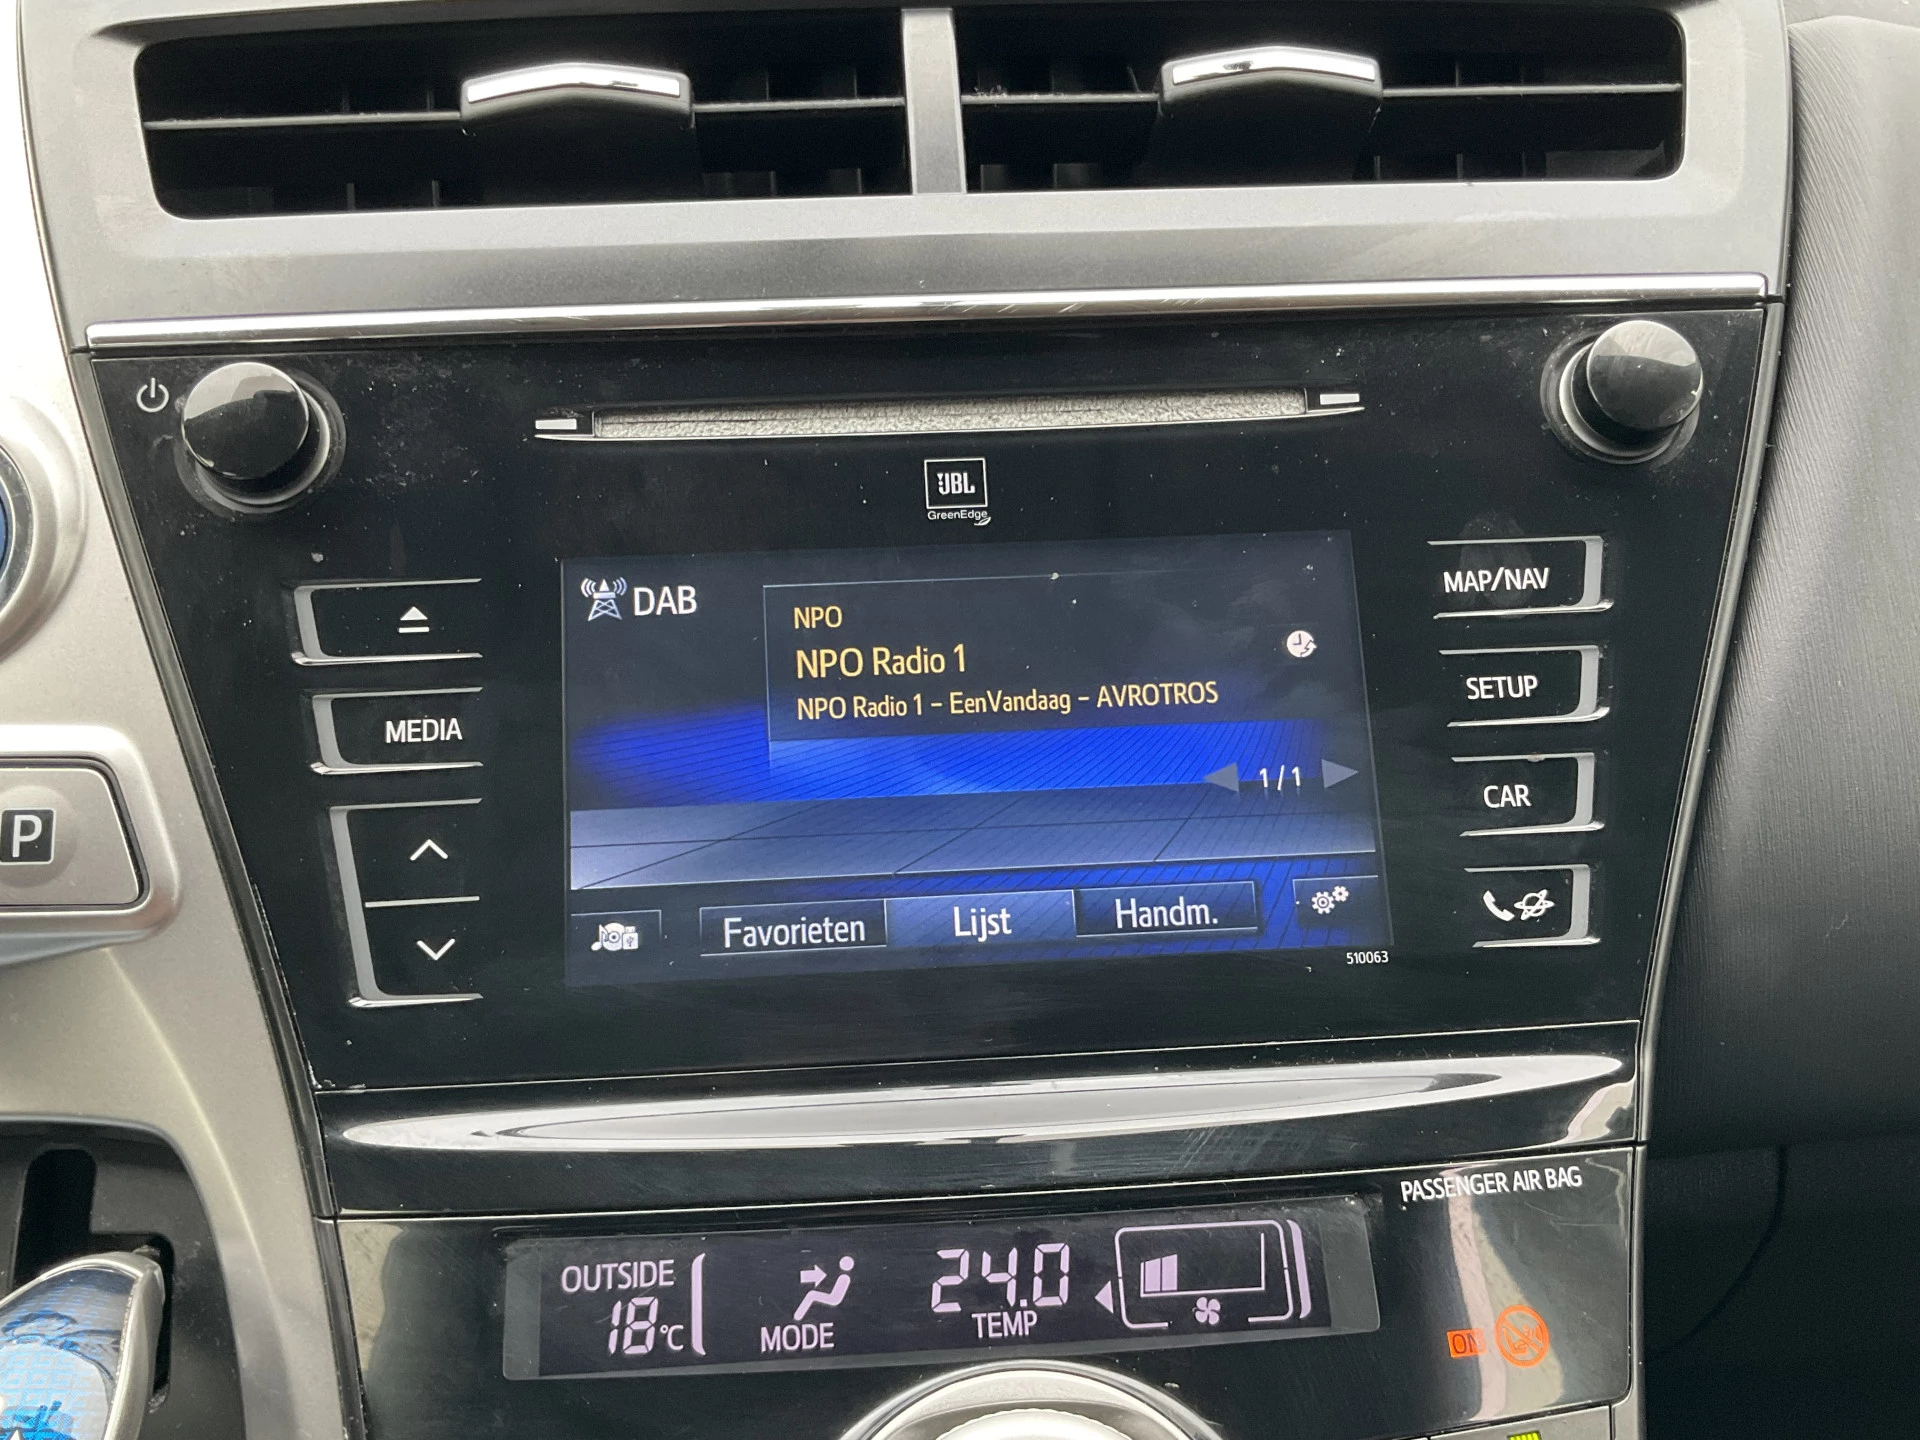 JBL
GreenEdge
DAB
NPO
NPO Radio 1
NPO Radio 1 - EenVandaag - AVROTROS
1 / 1
Favorieten
Lijst
Handm.
510063
MEDIA
MAP/NAV
SETUP
CAR
P
PASSENGER AIR BAG
OUTSIDE
18°C
MODE
24.0
TEMP
ON